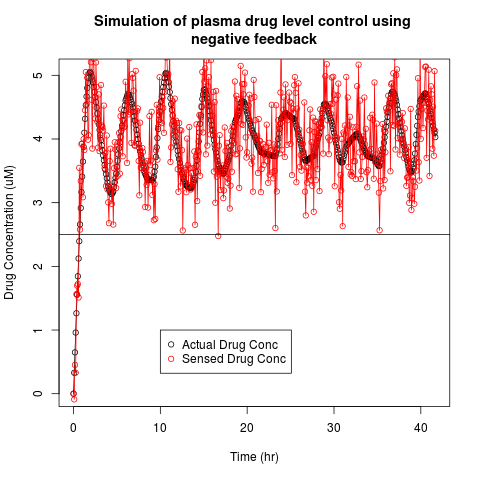 Simulation of plasma drug level control using
negative feedback
Drug Concentration (uM)
5
4
3
2
1
0
Actual Drug Conc
Sensed Drug Conc
0 10 20 30 40
Time (hr)